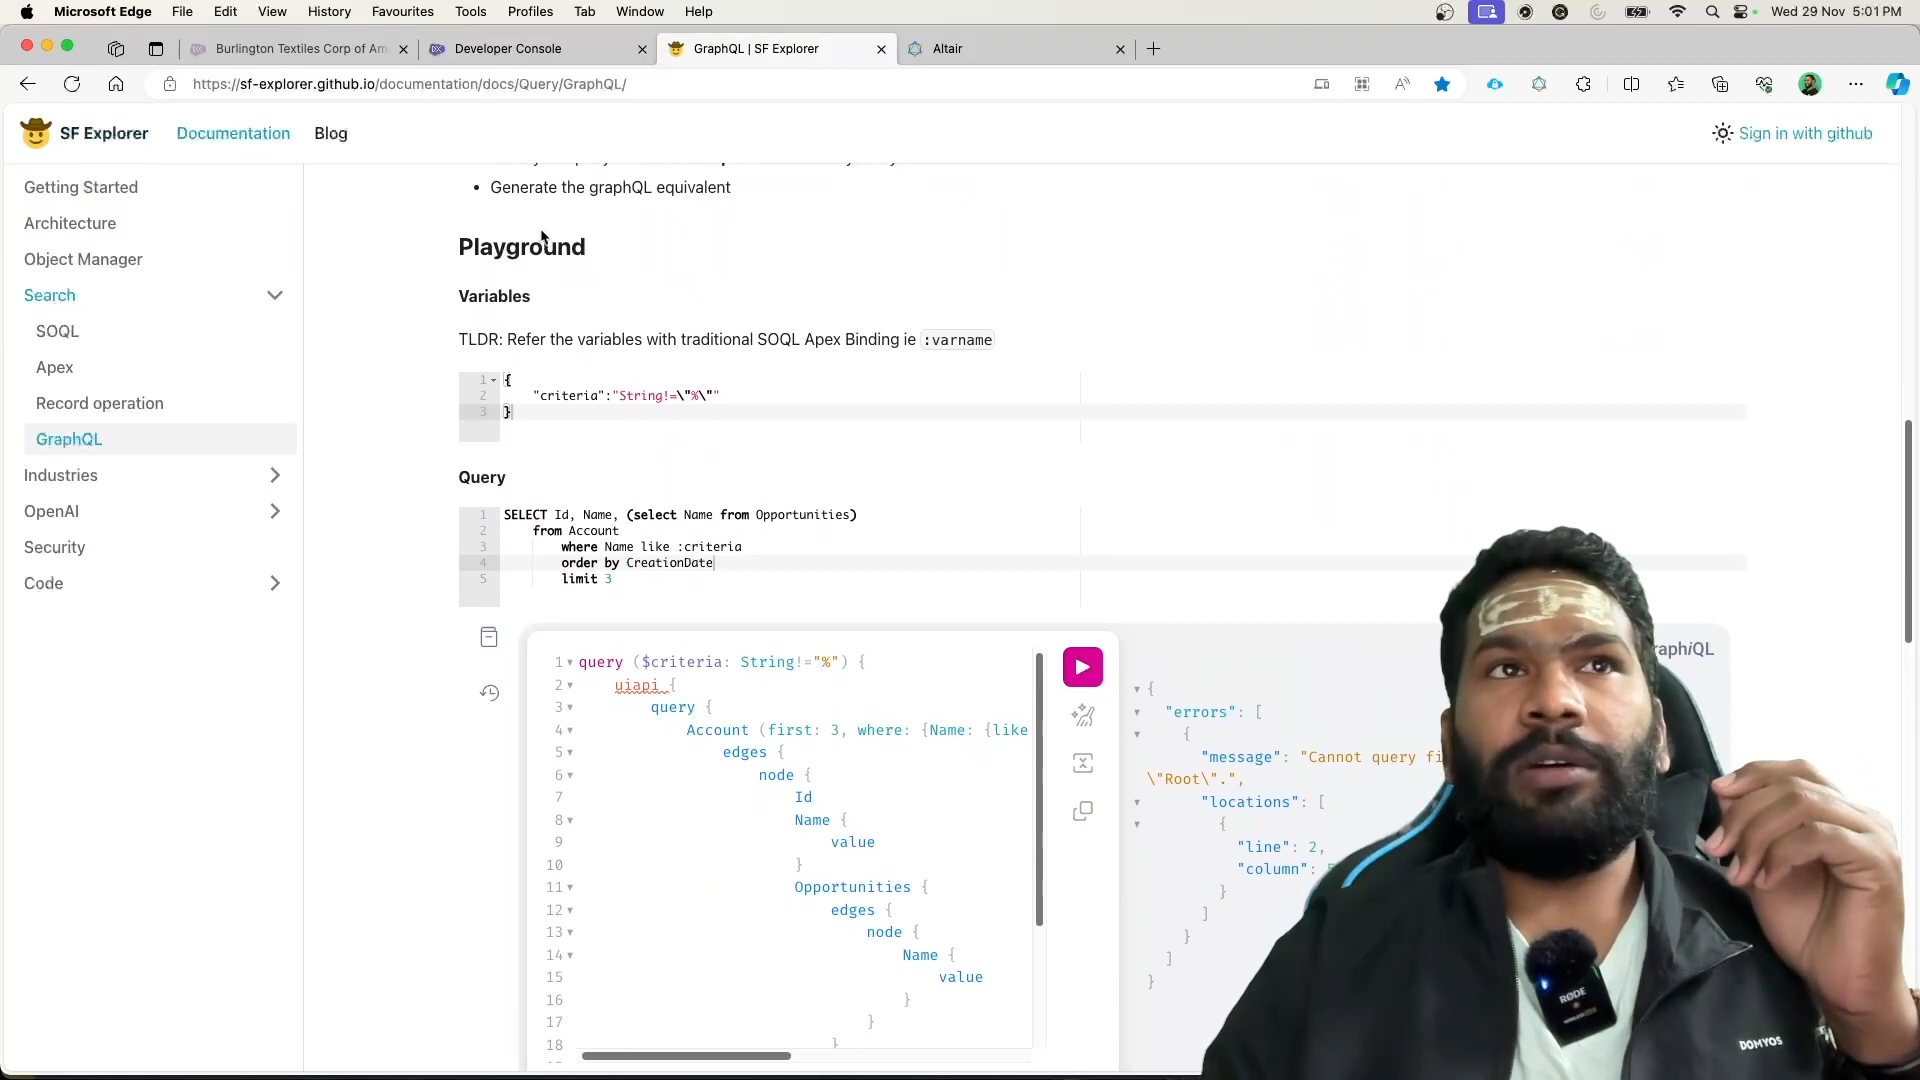 Microsoft Edge File Edit View History Favourites Tools Profiles Tab Window Help Wed 29 Nov 5:01 PM
Burlington Textiles Corp of Am Developer Console GraphQL | SF Explorer Altair
https://sf-explorer.github.io/documentation/docs/Query/GraphQL/
SF Explorer Documentation Blog Sign in with github
Getting Started
Architecture
Object Manager
Search
SOQL
Apex
Record operation
GraphQL
Industries
OpenAI
Security
Code
• Generate the graphQL equivalent
Playground
Variables
TLDR: Refer the variables with traditional SOQL Apex Binding ie :varname
1 {
2 "criteria":"String!=\"%\""
3 }
Query
1 SELECT Id, Name, (select Name from Opportunities)
2 from Account
3 where Name like :criteria
4 order by CreationDate
5 limit 3
1 query ($criteria: String!="%") {
2 uiapi {
3 query {
4 Account (first: 3, where: {Name: {like
5 edges {
6 node {
7 Id
8 Name {
9 value
10 }
11 Opportunities {
12 edges {
13 node {
14 Name {
15 value
16 }
17 }
18 }
raphiQL
{
"errors": [
{
"message": "Cannot query fi
\"Root\".",
"locations": [
{
"line": 2,
"column":
}
]
}
]
}
RØDE
DOMYOS